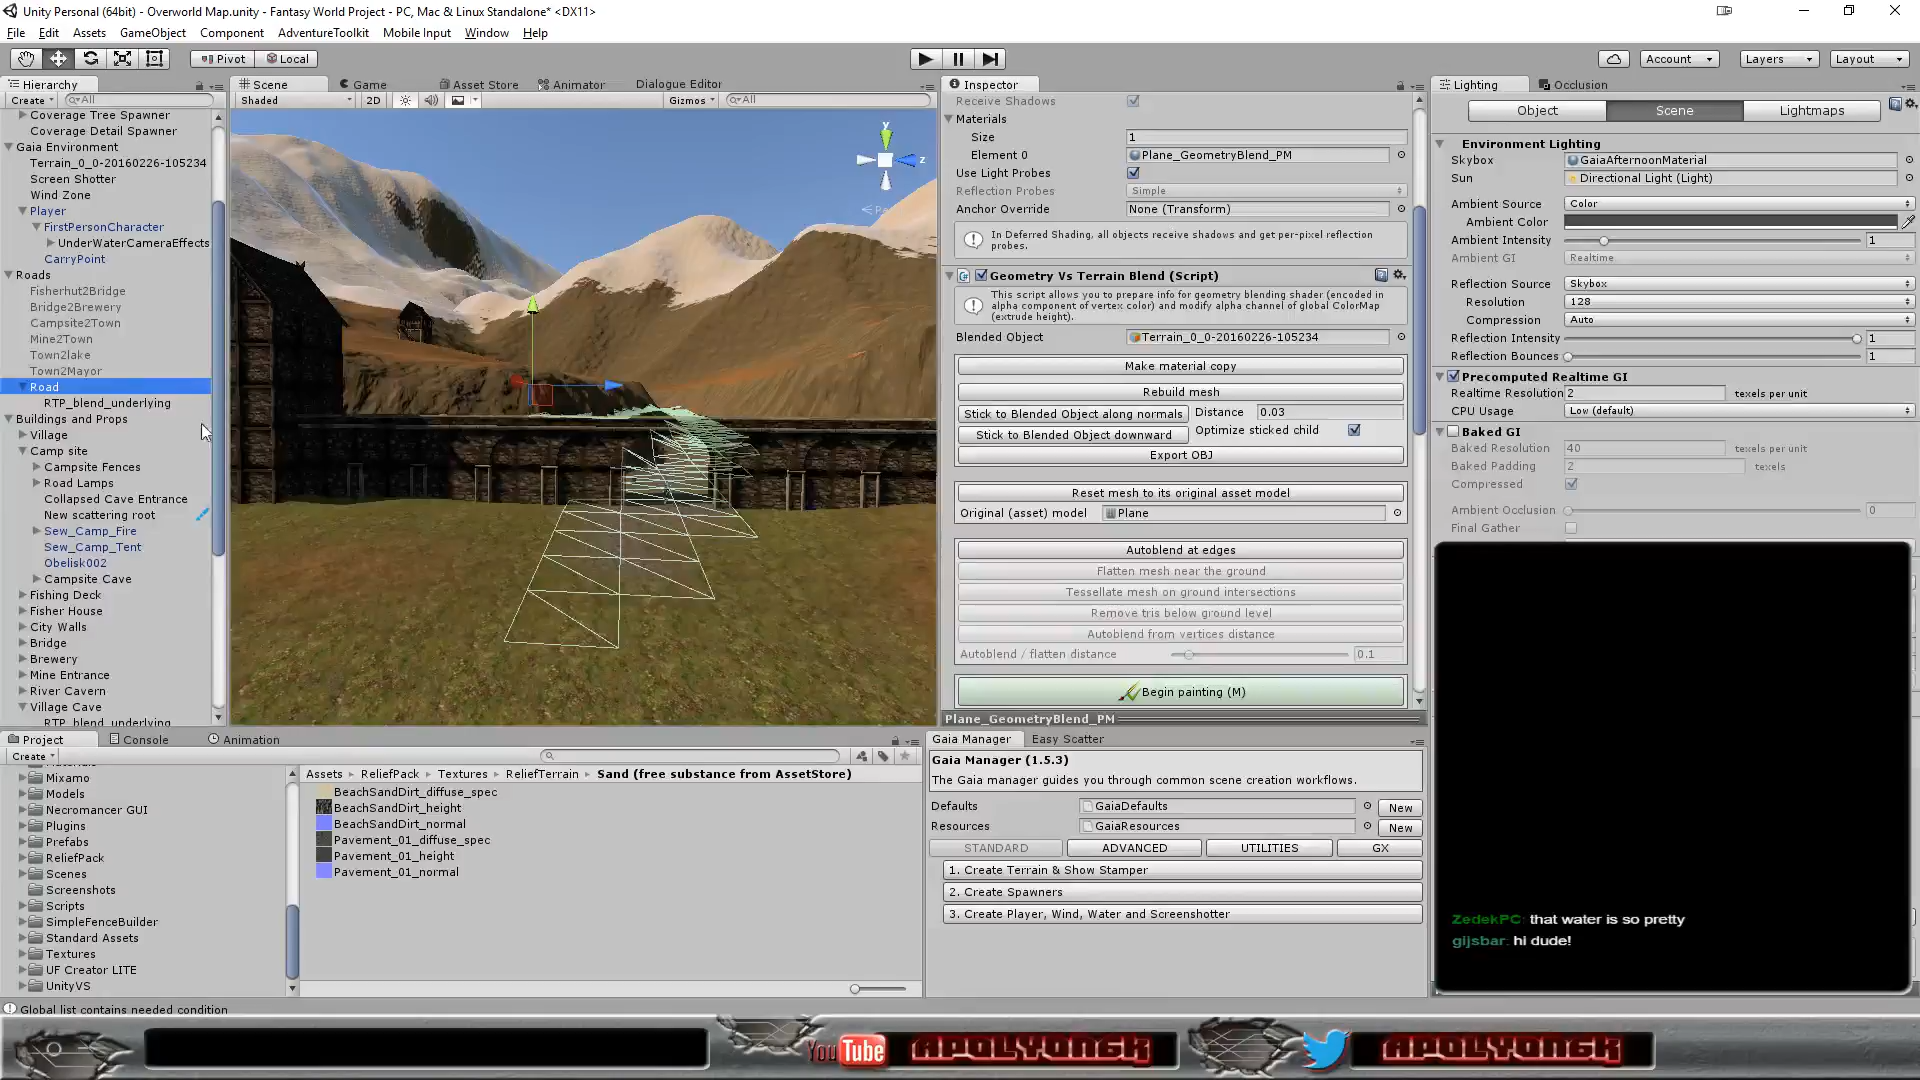 Unity Personal (64bit) - Overworld Map.unity - Fantasy World Project - PC, Mac & Linux Standalone* <DX11>
File Edit Assets GameObject Component AdventureToolkit Mobile Input Window Help
Pivot Local Account Layers Layout
Hierarchy
Create All
Coverage Tree Spawner
Coverage Detail Spawner
Gaia Environment
Terrain_0_0-20160226-105234
Screen Shotter
Wind Zone
Player
FirstPersonCharacter
UnderWaterCameraEffects
CarryPoint
Roads
Fisherhut2Bridge
Bridge2Brewery
Campsite2Town
Mine2Town
Town2lake
Town2Mayor
Road
RTP_blend_underlying
Buildings and Props
Village
Camp site
Campsite Fences
Road Lamps
Collapsed Cave Entrance
New scattering root
Sew_Camp_Fire
Sew_Camp_Tent
Obelisk002
Campsite Cave
Fishing Deck
Fisher House
City Walls
Bridge
Brewery
Mine Entrance
River Cavern
Village Cave
RTP_blend_underlying
Scene Game Asset Store Animator Dialogue Editor
Shaded 2D Gizmos All
y
z
Inspector
Receive Shadows
Materials
Size 1
Element 0 Plane_GeometryBlend_PM
Use Light Probes
Reflection Probes Simple
Anchor Override None (Transform)
In Deferred Shading, all objects receive shadows and get per-pixel reflection
probes.
Geometry Vs Terrain Blend (Script)
This script allows you to prepare info for geometry blending shader (encoded in
alpha component of vertex color) and modify alpha channel of global ColorMap
(extrude height).
Blended Object Terrain_0_0-20160226-105234
Make material copy
Rebuild mesh
Stick to Blended Object along normals Distance 0.03
Stick to Blended Object downward Optimize sticked child
Export OBJ
Reset mesh to its original asset model
Original (asset) model Plane
Autoblend at edges
Flatten mesh near the ground
Tessellate mesh on ground intersections
Remove tris below ground level
Autoblend from vertices distance
Autoblend / flatten distance 0.1
Begin painting (M)
Plane_GeometryBlend_PM
Lighting Occlusion
Object Scene Lightmaps
Environment Lighting
Skybox GaiaAfternoonMaterial
Sun Directional Light (Light)
Ambient Source Color
Ambient Color
Ambient Intensity 1
Ambient GI Realtime
Reflection Source Skybox
Resolution 128
Compression Auto
Reflection Intensity 1
Reflection Bounces 1
Precomputed Realtime GI
Realtime Resolution 2 texels per unit
CPU Usage Low (default)
Baked GI
Baked Resolution 40 texels per unit
Baked Padding 2 texels
Compressed
Ambient Occlusion 0
Final Gather
Project Console Animation
Create
Mixamo
Models
Necromancer GUI
Plugins
Prefabs
ReliefPack
Scenes
Screenshots
Scripts
SimpleFenceBuilder
Standard Assets
Textures
UF Creator LITE
UnityVS
Assets ReliefPack Textures ReliefTerrain Sand (free substance from AssetStore)
BeachSandDirt_diffuse_spec
BeachSandDirt_height
BeachSandDirt_normal
Pavement_01_diffuse_spec
Pavement_01_height
Pavement_01_normal
Gaia Manager Easy Scatter
Gaia Manager (1.5.3)
The Gaia manager guides you through common scene creation workflows.
Defaults GaiaDefaults New
Resources GaiaResources New
STANDARD ADVANCED UTILITIES GX
1. Create Terrain & Show Stamper
2. Create Spawners
3. Create Player, Wind, Water and Screenshotter
ZedekPC: that water is so pretty
gijsbar: hi dude!
Global list contains needed condition
YouTube APOLYONGK APOLYONGK